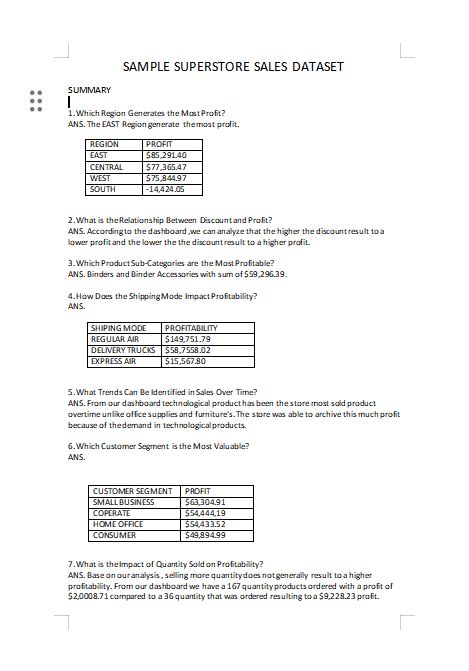 SAMPLE SUPERSTORE SALES DATASET
SUMMARY
1.Which Region Generates the Most Profit?
ANS. The EAST Region generate themost profit.
REGION PROFIT
EAST $85,291.40
CENTRAL $77,365.47
WEST $75,844.97
SOUTH -14,424.05
2.What is the Relationship Between Discount and Profit?
ANS. According to the dashboard ,we can analyze that the higher the discount result to a
lower profit and the lower the the discount result to a higher profit.
3.Which Product Sub-Categories are the Most Profitable?
ANS. Binders and Binder Accessories with sum of $59,296.39.
4.How Does the Shipping Mode Impact Profitability?
ANS.
SHIPING MODE PROFITABILITY
REGULAR AIR $149,751.79
DELIVERY TRUCKS $58,7558.02
EXPRESS AIR $15,567.80
5.What Trends Can Be Identified in Sales Over Time?
ANS. From our dashboard technological product has been the store most sold product
overtime unlike office supplies and furniture's.The store was able to archive this much profit
because of the demand in technological products.
6.Which Customer Segment is the Most Valuable?
ANS.
CUSTOMER SEGMENT PROFIT
SMALL BUSINESS $63,304.91
COPERATE $54,444,19
HOME OFFICE $54,433.52
CONSUMER $49,894.99
7.What is the Impact of Quantity Sold on Profitability?
ANS. Base on our analysis , selling more quantity does not generally result to a higher
profitability. From our dashboard we have a 167 quantity products ordered with a profit of
$2,0008.71 compared to a 36 quantity that was ordered resulting to a $9,228.23 profit.